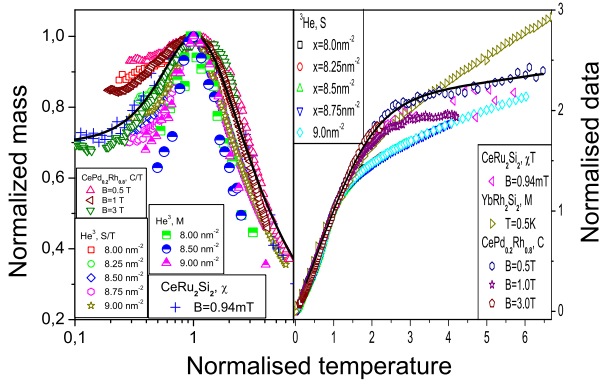 Normalized mass
1,0
0,8
0,6
0,4
0,2
0,1
1
CePd0.2Rh0.8, C/T
B=0.5 T
B=1 T
B=3 T
He3, S/T
8.00 nm-2
8.25 nm-2
8.50 nm-2
8.75 nm-2
9.00 nm-2
He3, M
8.00 nm-2
8.50 nm-2
9.00 nm-2
CeRu2Si2, χ
B=0.94mT
3He, S
x=8.0nm-2
x=8.25nm-2
x=8.5nm-2
x=8.75nm-2
9.0nm-2
CeRu2Si2, χT
B=0.94mT
YbRh2Si2, M
T=0.5K
CePd0.2Rh0.8, C
B=0.5T
B=1.0T
B=3.0T
0 1 2 3 4 5 6
3
2
1
0
Normalised data
Normalised temperature